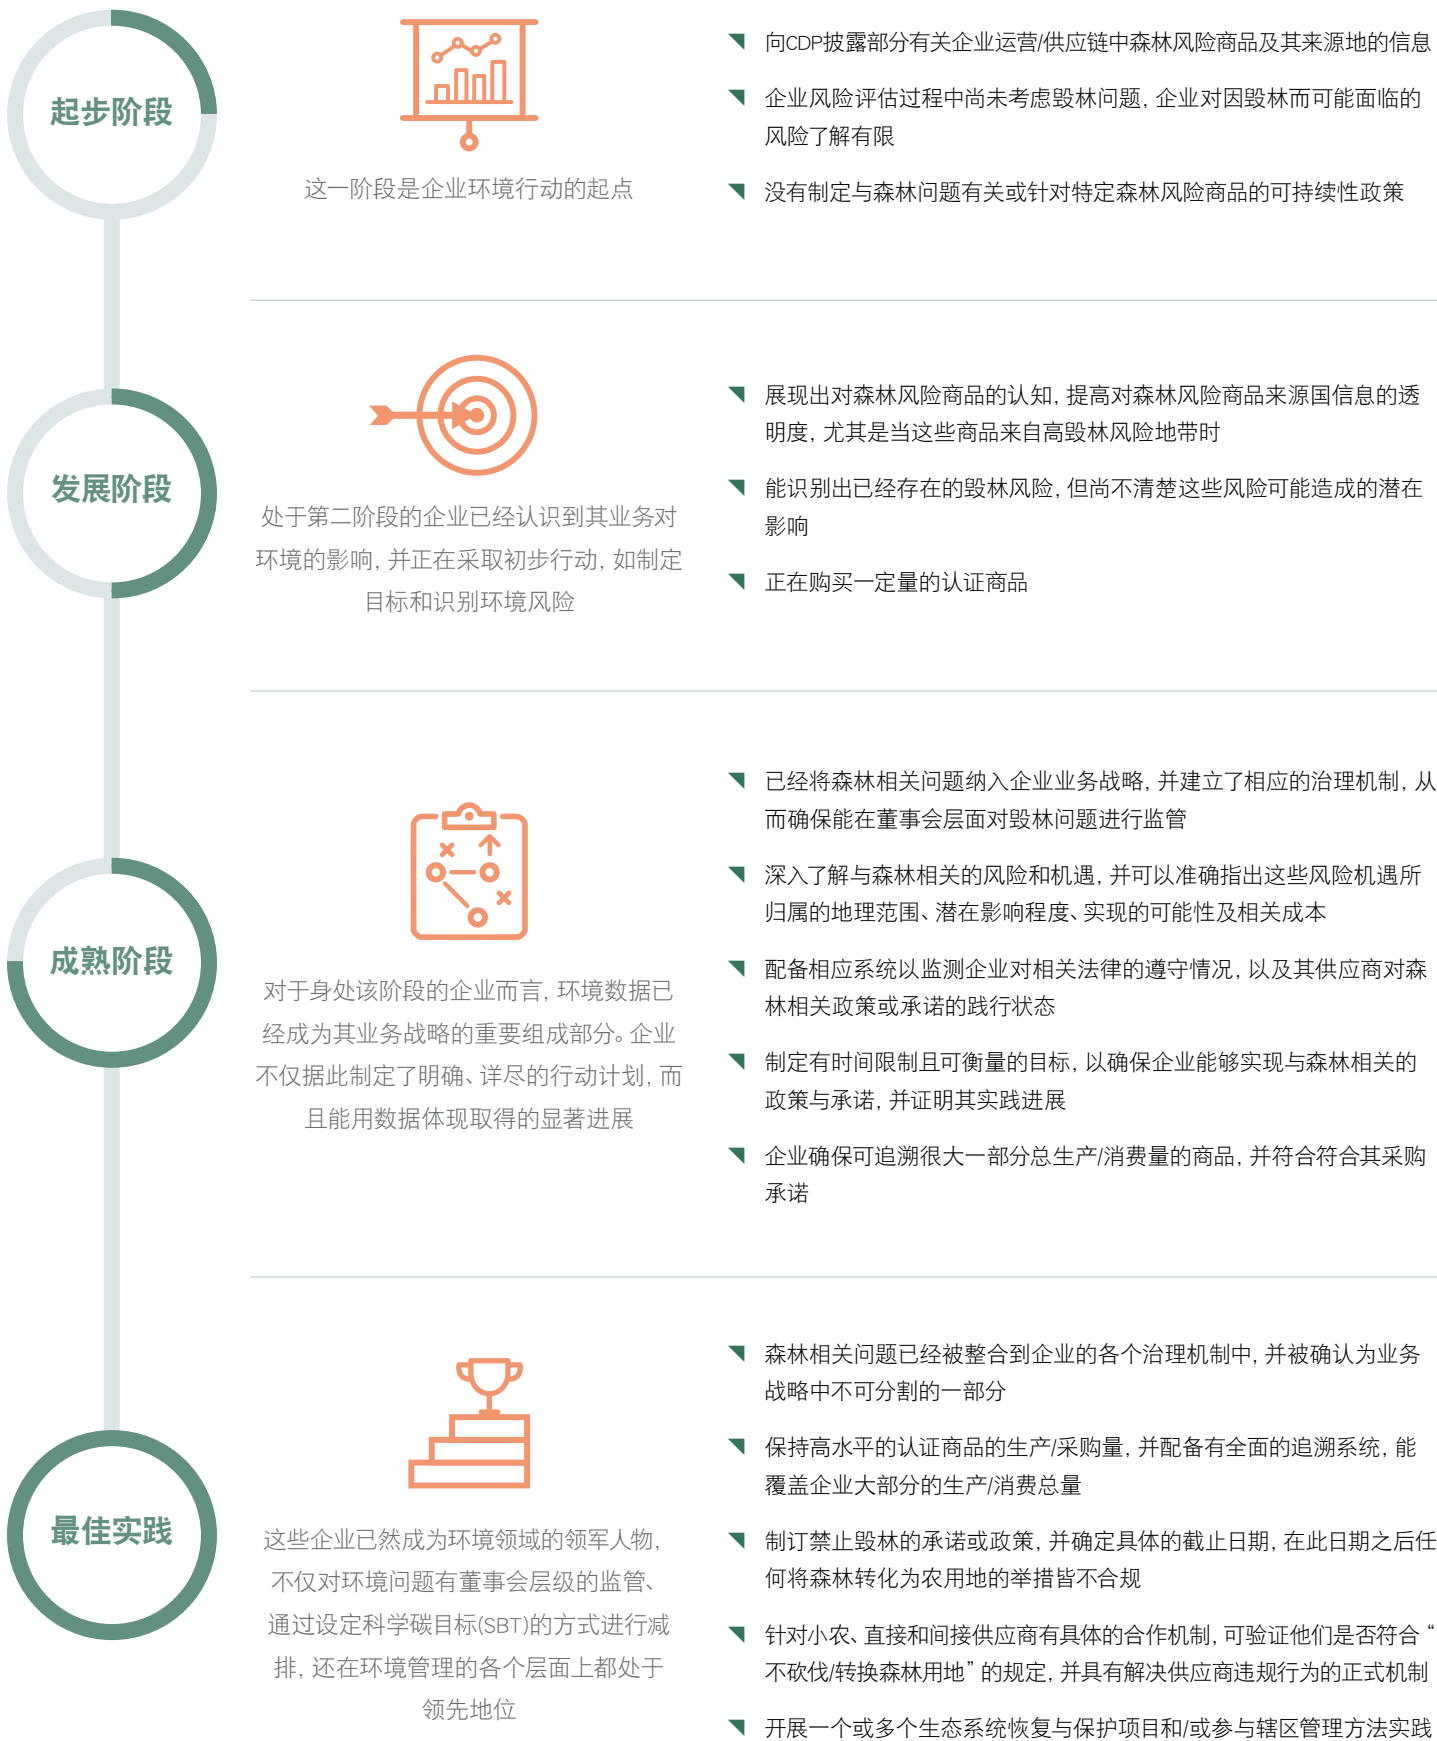 起步阶段
这一阶段是企业环境行动的起点
向CDP披露部分有关企业运营/供应链中森林风险商品及其来源地的信息
企业风险评估过程中尚未考虑毁林问题，企业对因毁林而可能面临的
风险了解有限
没有制定与森林问题有关或针对特定森林风险商品的可持续性政策
发展阶段
处于第二阶段的企业已经认识到其业务对
环境的影响，并正在采取初步行动，如制定
目标和识别环境风险
展现出对森林风险商品的认知，提高对森林风险商品来源国信息的透
明度，尤其是当这些商品来自高毁林风险地带时
能识别出已经存在的毁林风险，但尚不清楚这些风险可能造成的潜在
影响
正在购买一定量的认证商品
成熟阶段
对于身处该阶段的企业而言，环境数据已
经成为其业务战略的重要组成部分。企业
不仅据此制定了明确、详尽的行动计划，而
且能用数据体现取得的显著进展
已经将森林相关问题纳入企业业务战略，并建立了相应的治理机制，从
而确保能在董事会层面对毁林问题进行监管
深入了解与森林相关的风险和机遇，并可以准确指出这些风险机遇所
归属的地理范围、潜在影响程度、实现的可能性及相关成本
配备相应系统以监测企业对相关法律的遵守情况，以及其供应商对森
林相关政策或承诺的践行状态
制定有时间限制且可衡量的目标，以确保企业能够实现与森林相关的
政策与承诺，并证明其实践进展
企业确保可追溯很大一部分总生产/消费量的商品，并符合符合其采购
承诺
最佳实践
这些企业已然成为环境领域的领军人物，
不仅对环境问题有董事会层级的监管、
通过设定科学碳目标(SBT)的方式进行减
排，还在环境管理的各个层面上都处于
领先地位
森林相关问题已经被整合到企业的各个治理机制中，并被确认为业务
战略中不可分割的一部分
保持高水平的认证商品的生产/采购量，并配备有全面的追溯系统，能
覆盖企业大部分的生产/消费总量
制订禁止毁林的承诺或政策，并确定具体的截止日期，在此日期之后任
何将森林转化为农用地的举措皆不合规
针对小农、直接和间接供应商有具体的合作机制，可验证他们是否符合“
不砍伐/转换森林用地”的规定，并具有解决供应商违规行为的正式机制
开展一个或多个生态系统恢复与保护项目和/或参与辖区管理方法实践